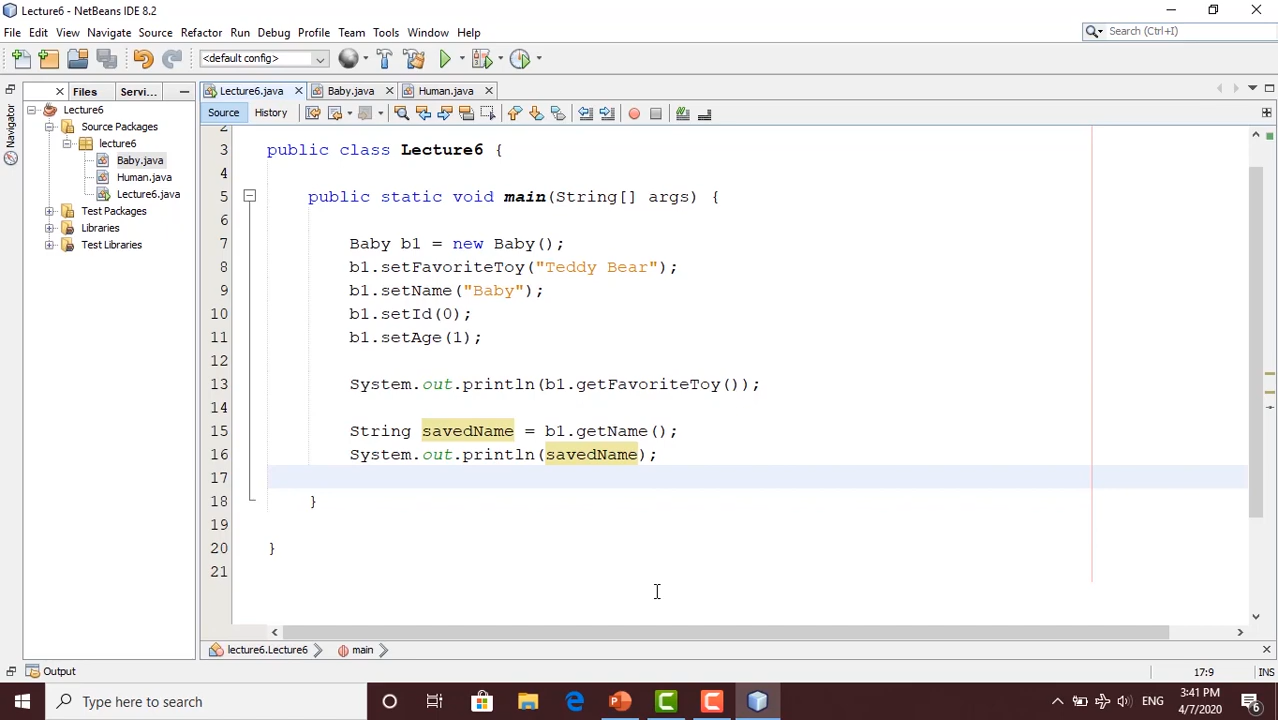 Lecture6 - NetBeans IDE 8.2
File Edit View Navigate Source Refactor Run Debug Profile Team Tools Window Help
Search (Ctrl+I)
<default config>
Files Servi...
Lecture6.java Baby.java Human.java
Navigator
Source History
Lecture6
Source Packages
lecture6
Baby.java
Human.java
Lecture6.java
Test Packages
Libraries
Test Libraries
2
3 public class Lecture6 {
4
5 public static void main(String[] args) {
6
7 Baby b1 = new Baby();
8 b1.setFavoriteToy("Teddy Bear");
9 b1.setName("Baby");
10 b1.setId(0);
11 b1.setAge(1);
12
13 System.out.println(b1.getFavoriteToy());
14
15 String savedName = b1.getName();
16 System.out.println(savedName);
17
18 }
19
20 }
21
lecture6.Lecture6 main
Output
17:9 INS
Type here to search
ENG
3:41 PM
4/7/2020
6